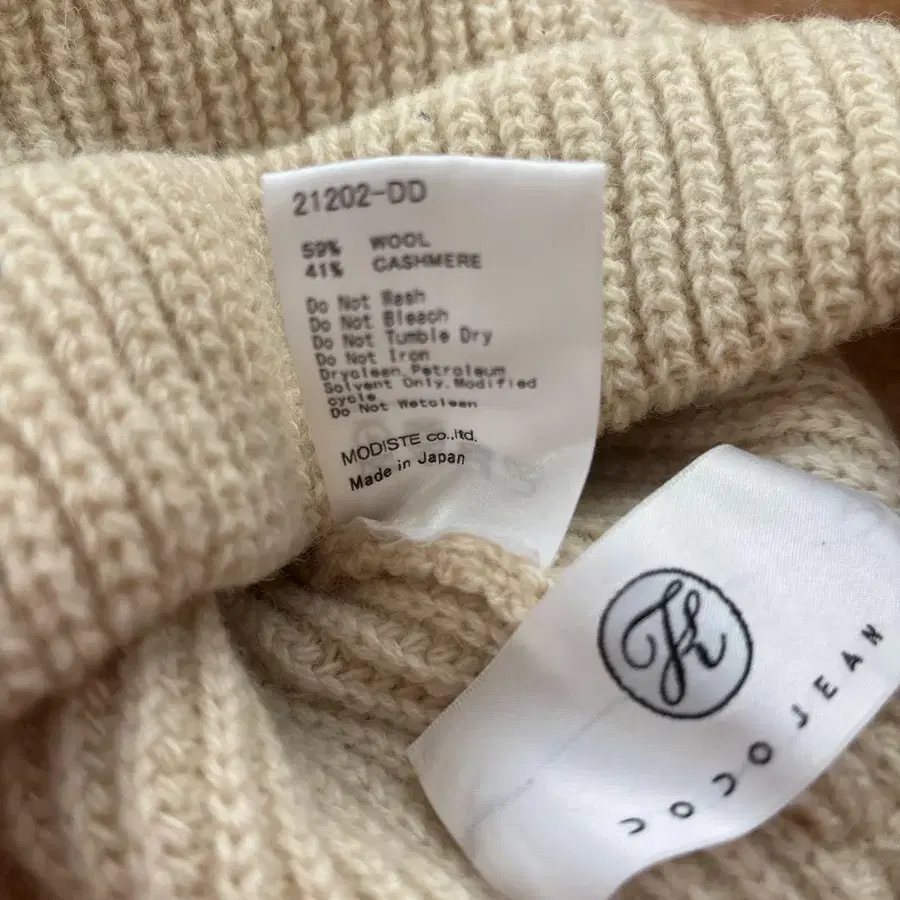 21202-DD
59% WOOL
41% CASHMERE
Do Not Wash
Do Not Bleach
Do Not Tumble Dry
Do Not Iron
Dryclean, Petroleum
Solvent Only, Modified
cycle
Do Not Wetclean
MODISTE co.,ltd.
Made in Japan
COCO JEAN